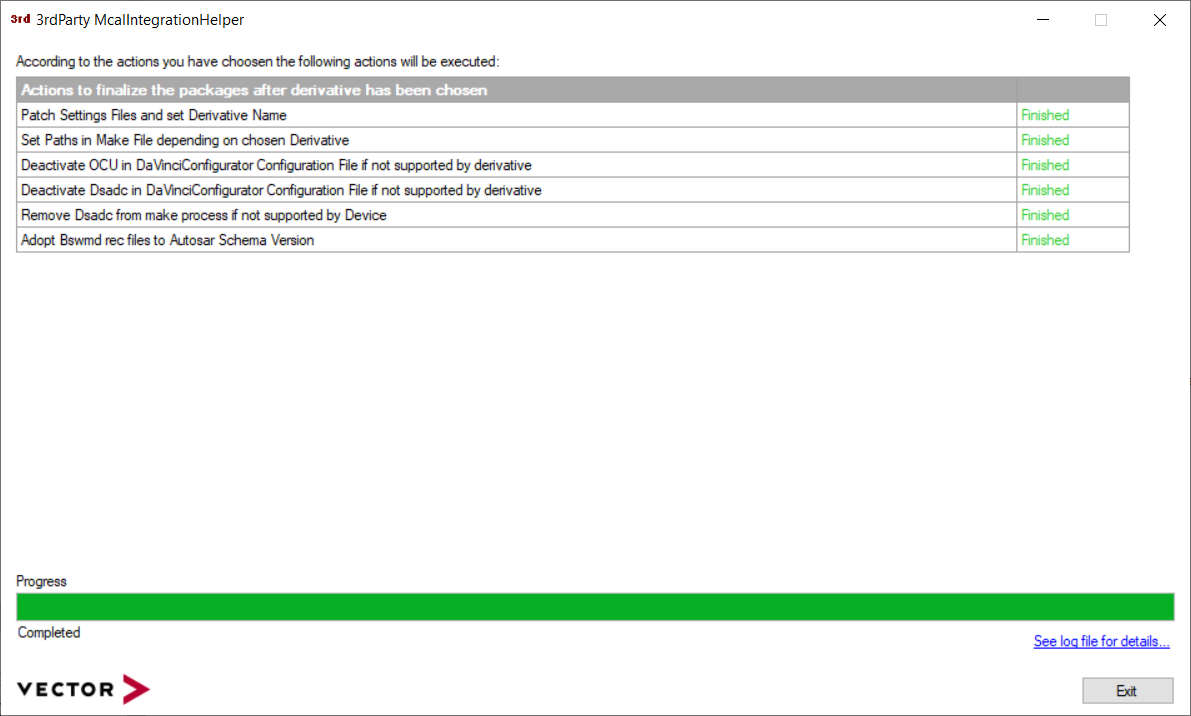 3rd 3rdParty McalIntegrationHelper
According to the actions you have choosen the following actions will be executed:
Actions to finalize the packages after derivative has been chosen
Patch Settings Files and set Derivative Name Finished
Set Paths in Make File depending on chosen Derivative Finished
Deactivate OCU in DaVinciConfigurator Configuration File if not supported by derivative Finished
Deactivate Dsadc in DaVinciConfigurator Configuration File if not supported by derivative Finished
Remove Dsadc from make process if not supported by Device Finished
Adopt Bswmd rec files to Autosar Schema Version Finished
Progress
Completed
See log file for details...
VECTOR
Exit